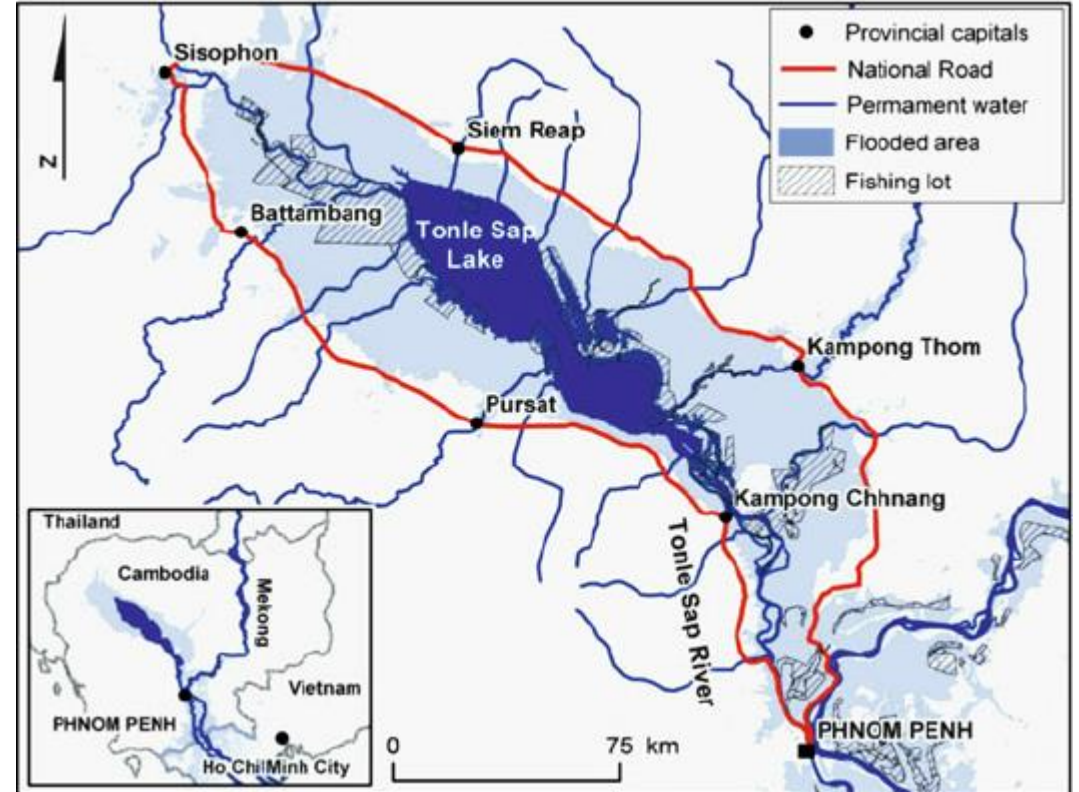 Provincial capitals
National Road
Permament water
Flooded area
Fishing lot
N
Sisophon
Siem Reap
Battambang
Tonle Sap
Lake
Kampong Thom
Pursat
Kampong Chhnang
Tonle Sap River
PHNOM PENH
0 75 km
Thailand
Cambodia
Mekong
Vietnam
PHNOM PENH
Ho ChilMinh City